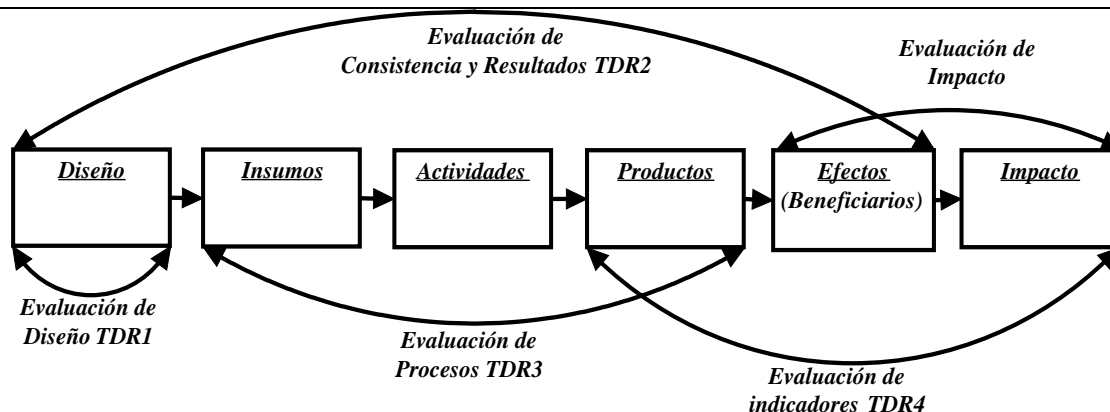 Evaluación de
Consistencia y Resultados TDR2
Evaluación de
Impacto
Diseño
Insumos
Actividades
Productos
Efectos
(Beneficiarios)
Impacto
Evaluación de
Diseño TDR1
Evaluación de
Procesos TDR3
Evaluación de
indicadores TDR4